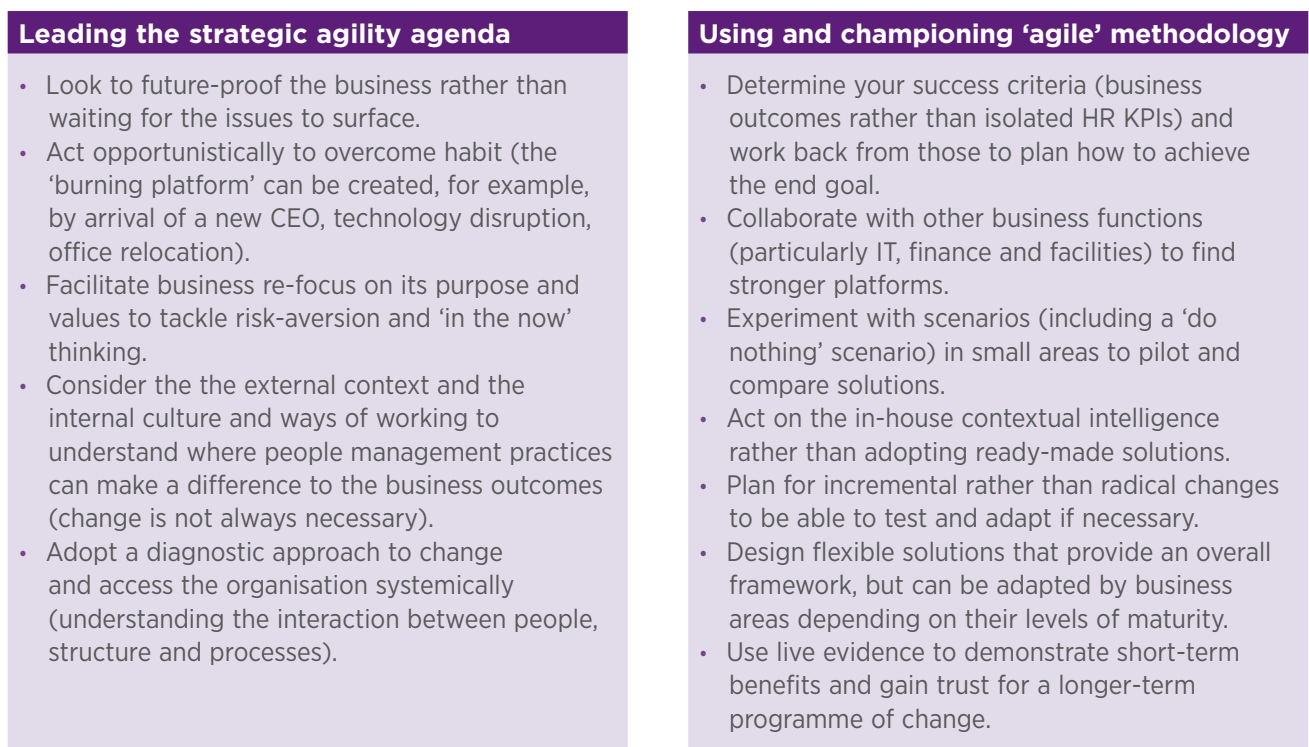 Leading the strategic agility agenda
• Look to future-proof the business rather than
waiting for the issues to surface.
• Act opportunistically to overcome habit (the
‘burning platform’ can be created, for example,
by arrival of a new CEO, technology disruption,
office relocation).
• Facilitate business re-focus on its purpose and
values to tackle risk-aversion and ‘in the now’
thinking.
• Consider the the external context and the
internal culture and ways of working to
understand where people management practices
can make a difference to the business outcomes
(change is not always necessary).
• Adopt a diagnostic approach to change
and access the organisation systemically
(understanding the interaction between people,
structure and processes).
Using and championing ‘agile’ methodology
• Determine your success criteria (business
outcomes rather than isolated HR KPIs) and
work back from those to plan how to achieve
the end goal.
• Collaborate with other business functions
(particularly IT, finance and facilities) to find
stronger platforms.
• Experiment with scenarios (including a ‘do
nothing’ scenario) in small areas to pilot and
compare solutions.
• Act on the in-house contextual intelligence
rather than adopting ready-made solutions.
• Plan for incremental rather than radical changes
to be able to test and adapt if necessary.
• Design flexible solutions that provide an overall
framework, but can be adapted by business
areas depending on their levels of maturity.
• Use live evidence to demonstrate short-term
benefits and gain trust for a longer-term
programme of change.